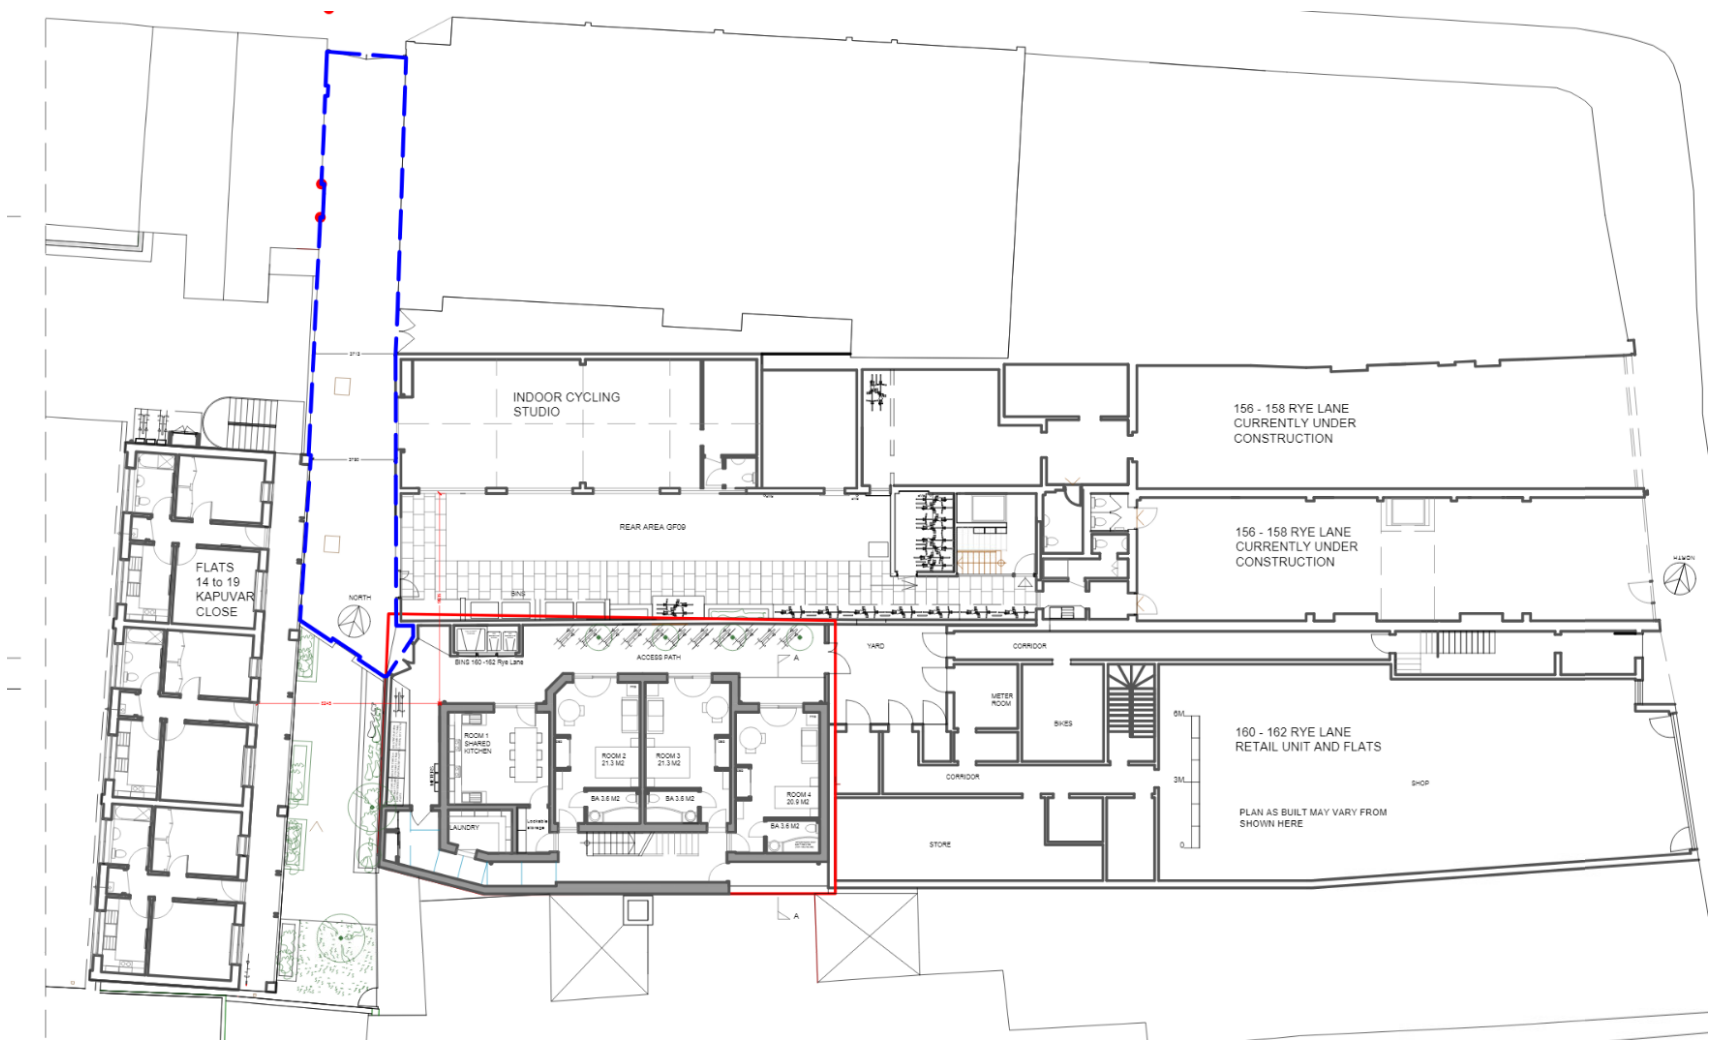 INDOOR CYCLING
STUDIO
156 - 158 RYE LANE
CURRENTLY UNDER
CONSTRUCTION
REAR AREA GF09
156 - 158 RYE LANE
CURRENTLY UNDER
CONSTRUCTION
NORTH
FLATS
14 to 19
KAPUVAR
CLOSE
NORTH
BINS
BINS 160 -162 Rye Lane
ACCESS PATH
A
YARD
CORRIDOR
METER
ROOM
BIKES
6M
3M
0
160 - 162 RYE LANE
RETAIL UNIT AND FLATS
SHOP
PLAN AS BUILT MAY VARY FROM
SHOWN HERE
ROOM 1
SHARED
KITCHEN
ROOM 2
21.3 M2
ROOM 3
21.3 M2
ROOM 4
20.9 M2
BA 3.6 M2
BA 3.6 M2
BA 3.6 M2
LAUNDRY
CORRIDOR
STORE
A